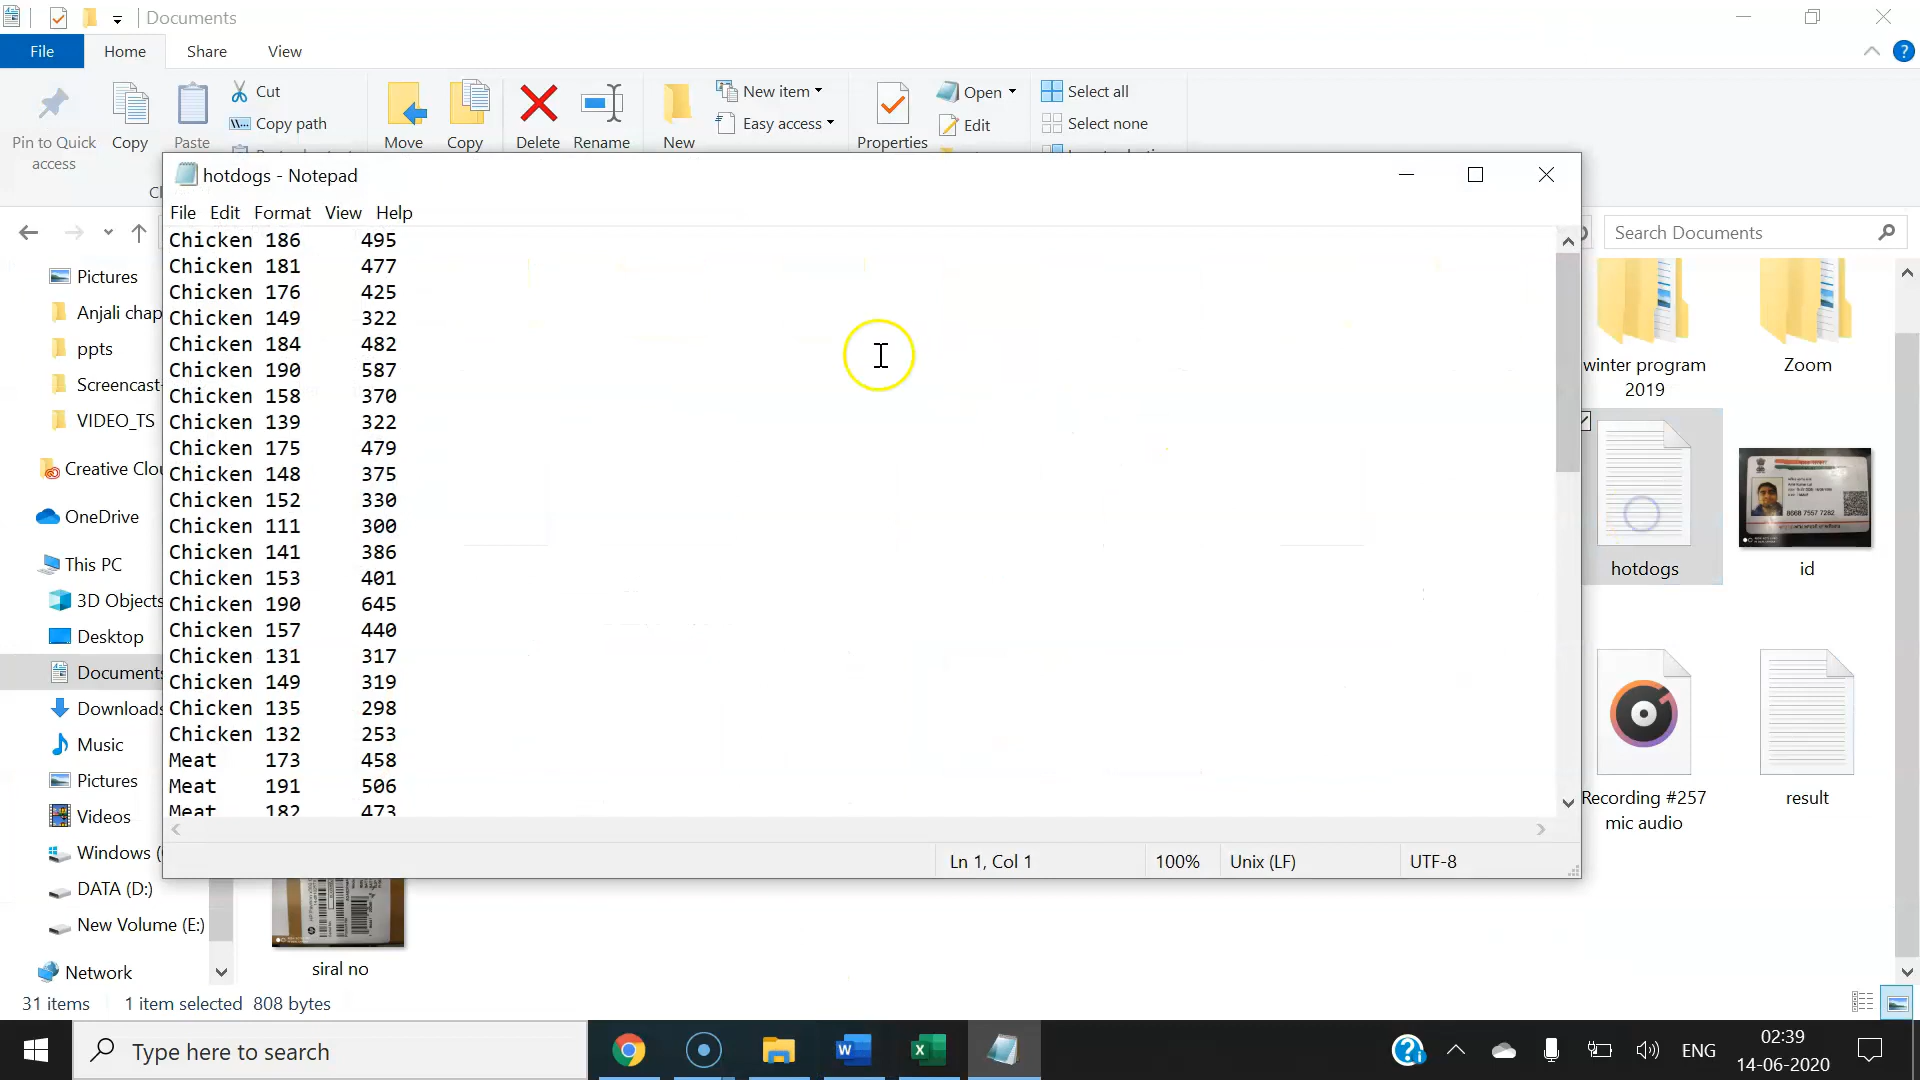 Documents
File Home Share View
Pin to Quick access
Copy
Paste
Cut
Copy path
Move
Copy
Delete
Rename
New
New item
Easy access
Properties
Open
Edit
Select all
Select none
hotdogs - Notepad
File Edit Format View Help
Chicken 186 495
Chicken 181 477
Chicken 176 425
Chicken 149 322
Chicken 184 482
Chicken 190 587
Chicken 158 370
Chicken 139 322
Chicken 175 479
Chicken 148 375
Chicken 152 330
Chicken 111 300
Chicken 141 386
Chicken 153 401
Chicken 190 645
Chicken 157 440
Chicken 131 317
Chicken 149 319
Chicken 135 298
Chicken 132 253
Meat 173 458
Meat 191 506
Meat 182 473
Ln 1, Col 1 100% Unix (LF) UTF-8
Search Documents
Pictures
Anjali chap
ppts
Screencast
VIDEO_TS
Creative Clou
OneDrive
This PC
3D Objects
Desktop
Documents
Downloads
Music
Pictures
Videos
Windows (
DATA (D:)
New Volume (E:)
Network
winter program 2019
Zoom
hotdogs
id
Recording #257 mic audio
result
siral no
31 items 1 item selected 808 bytes
Type here to search
ENG
02:39
14-06-2020